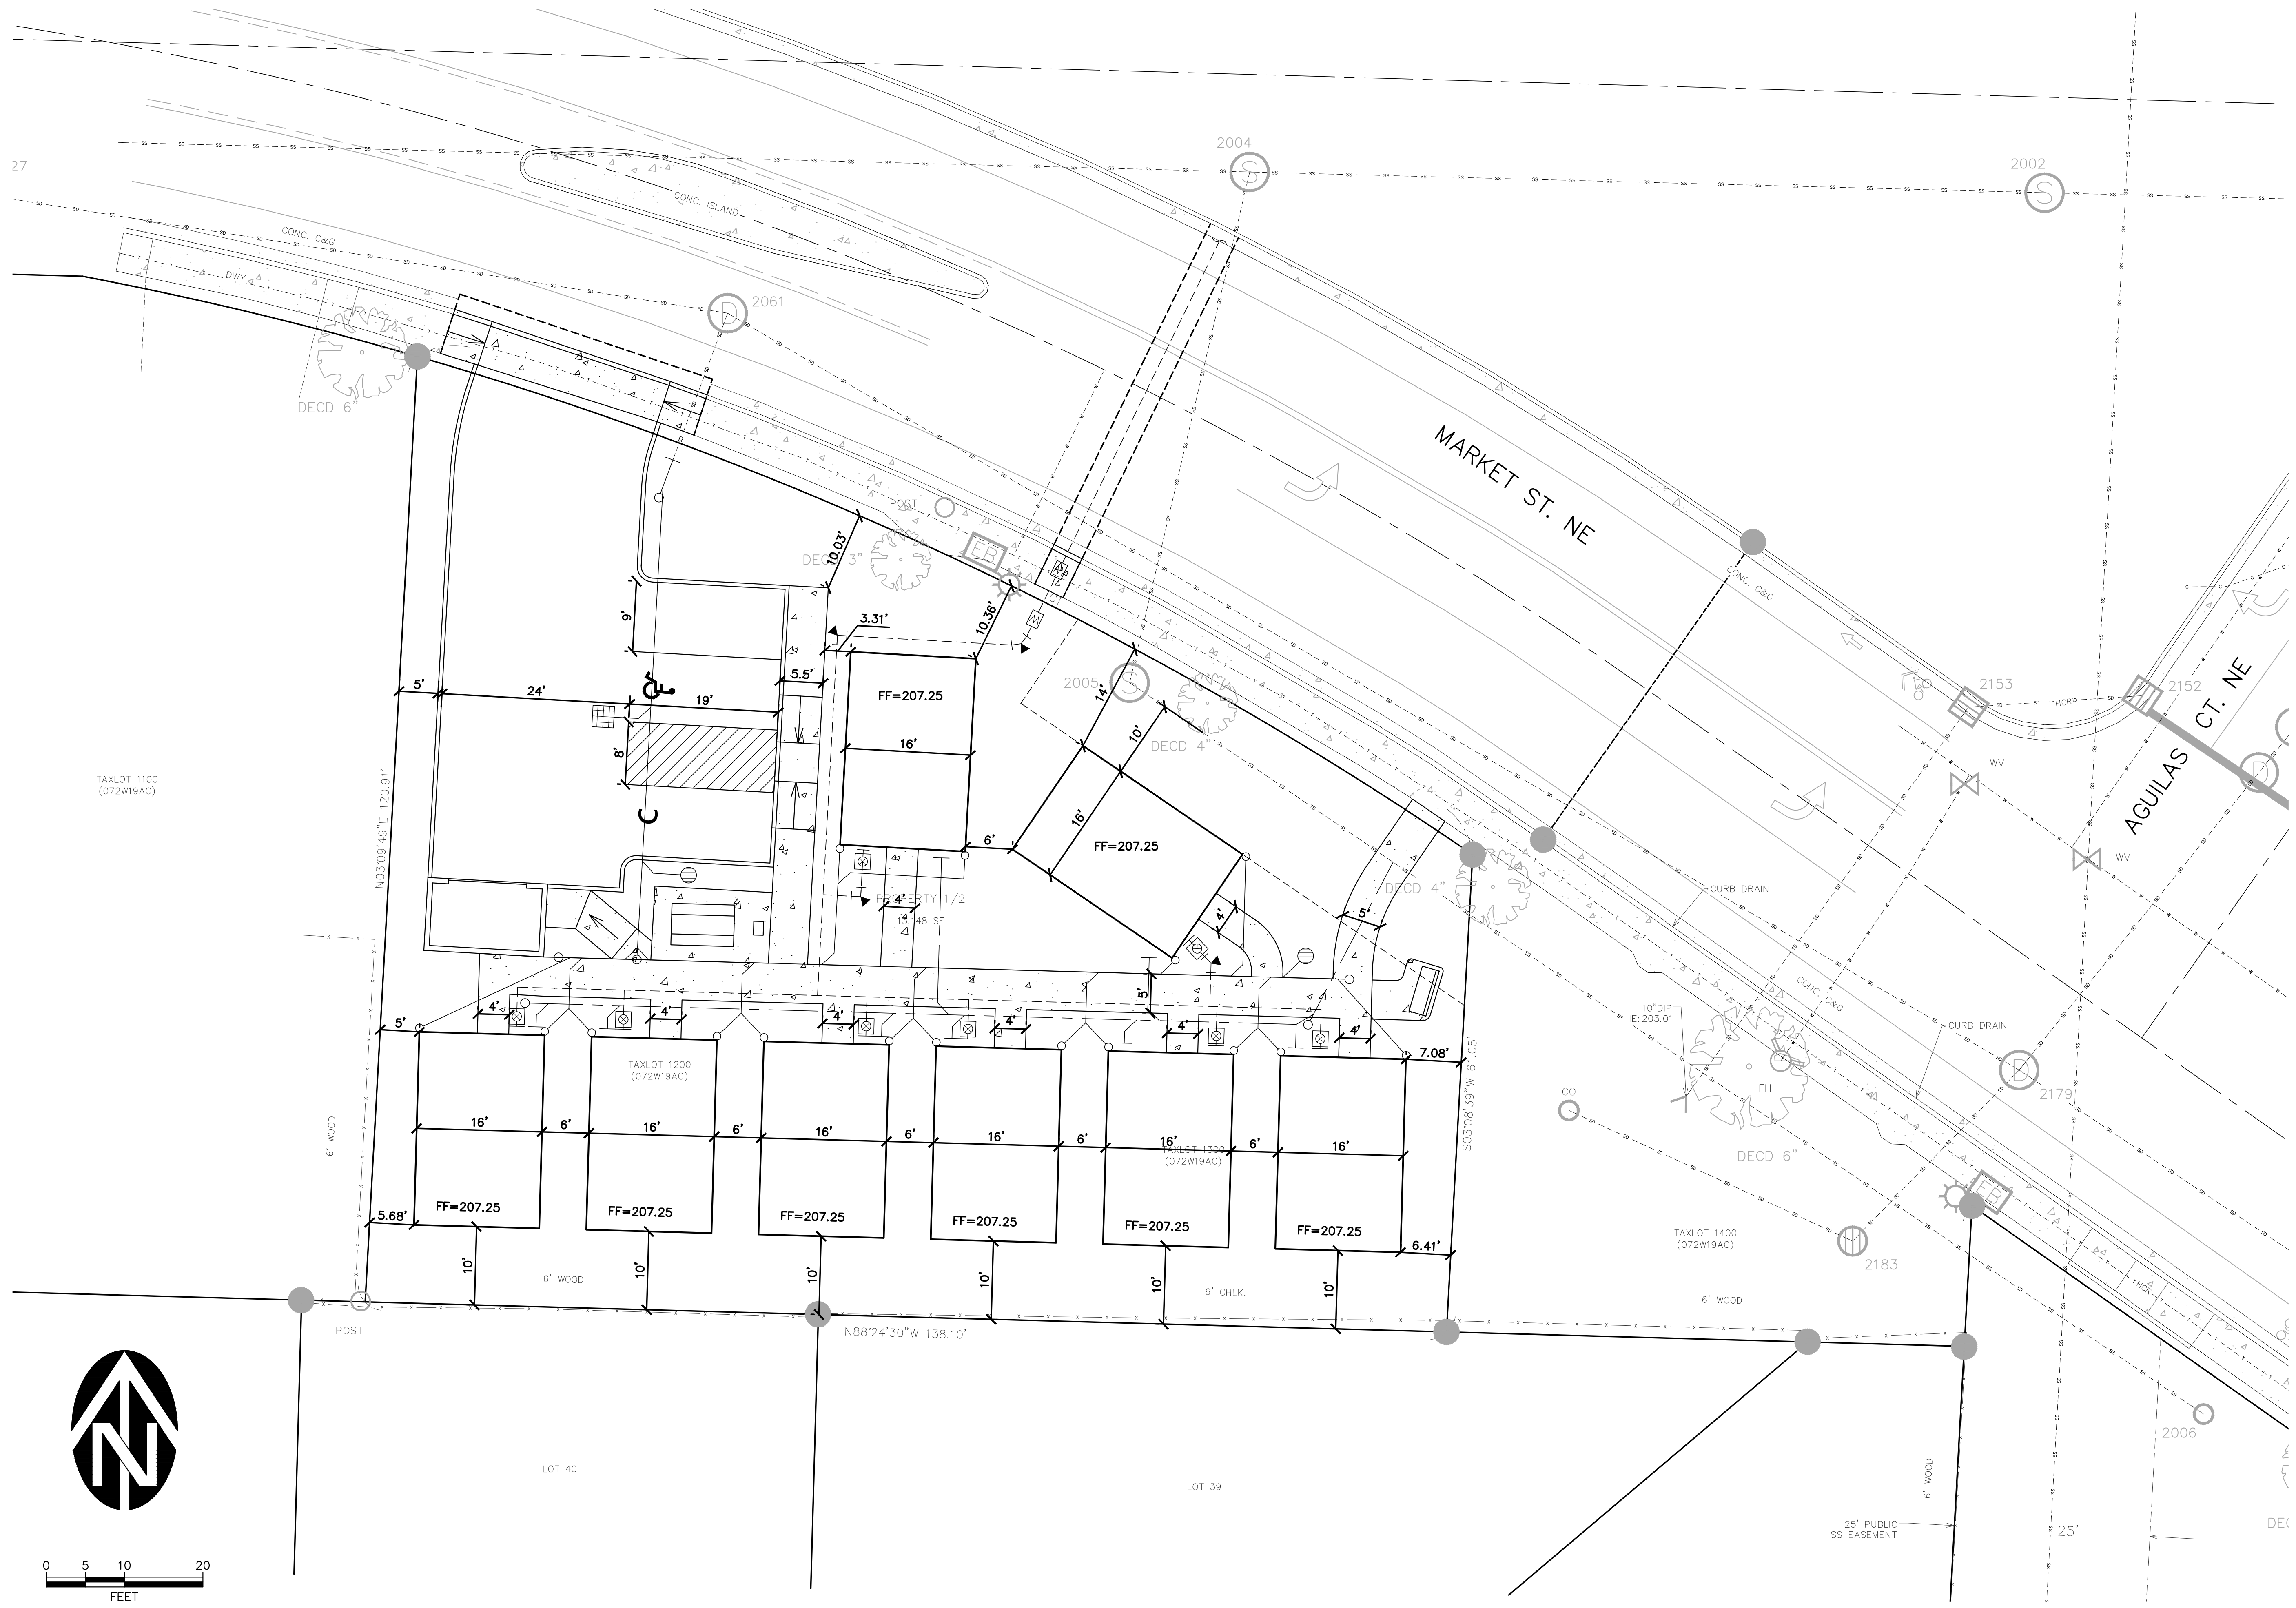 2004
2002
27
CONC. ISLAND
CONC. C&G
DWY
2061
DECD 6"
MARKET ST. NE
POST
EB
10.03'
DECD 3"
10.36'
CONC. C&G
9'
3.31'
FF=207.25
5.5'
2005
14'
10'
DECD 4"
5'
24'
19'
8'
16'
16'
FF=207.25
6'
C
2153
HCR
2152
AGUILAS CT. NE
WV
WV
TAXLOT 1100
(072W19AC)
N03°09'49"E 120.91'
PROPERTY 1/2
13,148 SF
4'
4'
5'
DECD 4"
CURB DRAIN
CONC. C&G
10"DIP
IE: 203.01
CURB DRAIN
4'
4'
4'
4'
4'
4'
5'
5'
7.08'
TAXLOT 1200
(072W19AC)
S03°08'39"W 61.05'
CO
FH
2179
DECD 6"
6' WOOD
16'
6'
16'
6'
16'
6'
16'
6'
16'
6'
16'
TAXLOT 1300
(072W19AC)
FF=207.25
FF=207.25
FF=207.25
FF=207.25
FF=207.25
FF=207.25
5.68'
6.41'
10'
10'
10'
10'
10'
10'
6' WOOD
6' CHLK.
6' WOOD
TAXLOT 1400
(072W19AC)
2183
EB
HCR
POST
N88°24'30"W 138.10'
2006
LOT 40
LOT 39
6' WOOD
25' PUBLIC
SS EASEMENT
25'
DEC
N
0 5 10 20
FEET